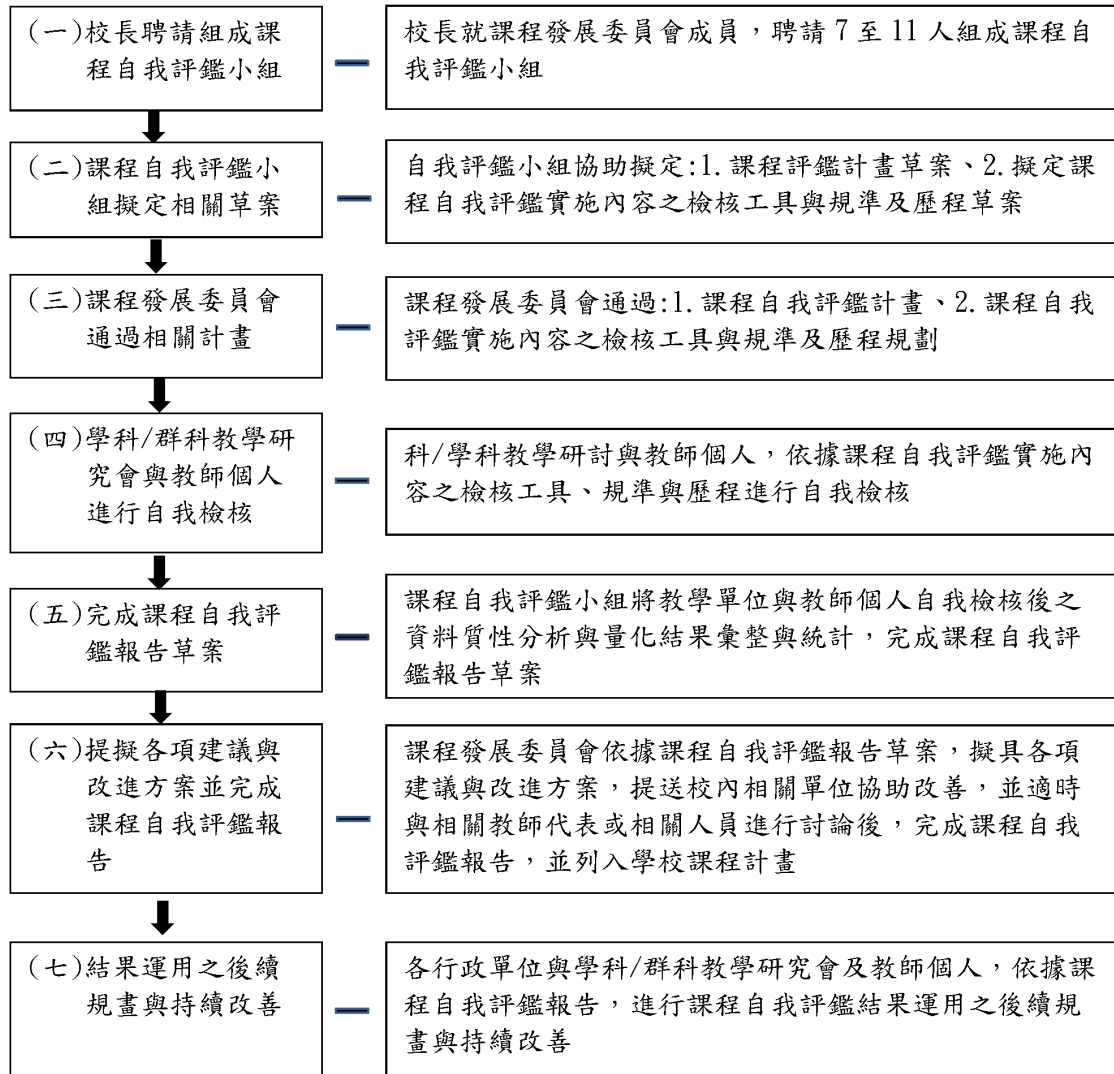 (一)校長聘請組成課
程自我評鑑小組
校長就課程發展委員會成員，聘請 7 至 11 人組成課程自
我評鑑小組
(二)課程自我評鑑小
組擬定相關草案
自我評鑑小組協助擬定:1.課程評鑑計畫草案、2.擬定課
程自我評鑑實施內容之檢核工具與規準及歷程草案
(三)課程發展委員會
通過相關計畫
課程發展委員會通過:1.課程自我評鑑計畫、2.課程自我
評鑑實施內容之檢核工具與規準及歷程規劃
(四)學科/群科教學研
究會與教師個人
進行自我檢核
科/學科教學研討與教師個人，依據課程自我評鑑實施內
容之檢核工具、規準與歷程進行自我檢核
(五)完成課程自我評
鑑報告草案
課程自我評鑑小組將教學單位與教師個人自我檢核後之
資料質性分析與量化結果彙整與統計，完成課程自我評
鑑報告草案
(六)提擬各項建議與
改進方案並完成
課程自我評鑑報
告
課程發展委員會依據課程自我評鑑報告草案，擬具各項
建議與改進方案，提送校內相關單位協助改善，並適時
與相關教師代表或相關人員進行討論後，完成課程自我
評鑑報告，並列入學校課程計畫
(七)結果運用之後續
規畫與持續改善
各行政單位與學科/群科教學研究會及教師個人，依據課
程自我評鑑報告，進行課程自我評鑑結果運用之後續規
畫與持續改善